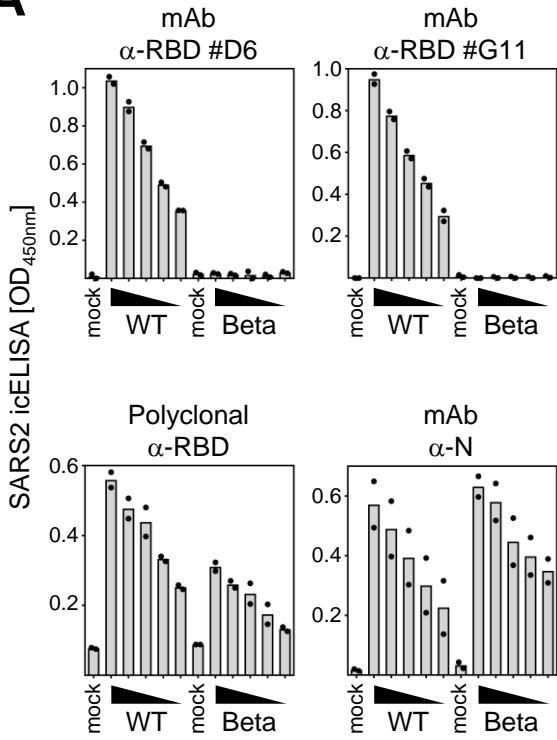 A
mAb
α-RBD #D6
mAb
α-RBD #G11
SARS2 icELISA [OD450nm]
1.0
0.8
0.6
0.4
0.2
mock
WT
mock
Beta
1.0
0.8
0.6
0.4
0.2
mock
WT
mock
Beta
Polyclonal
α-RBD
mAb
α-N
0.6
0.4
0.2
mock
WT
mock
Beta
0.6
0.4
0.2
mock
WT
mock
Beta